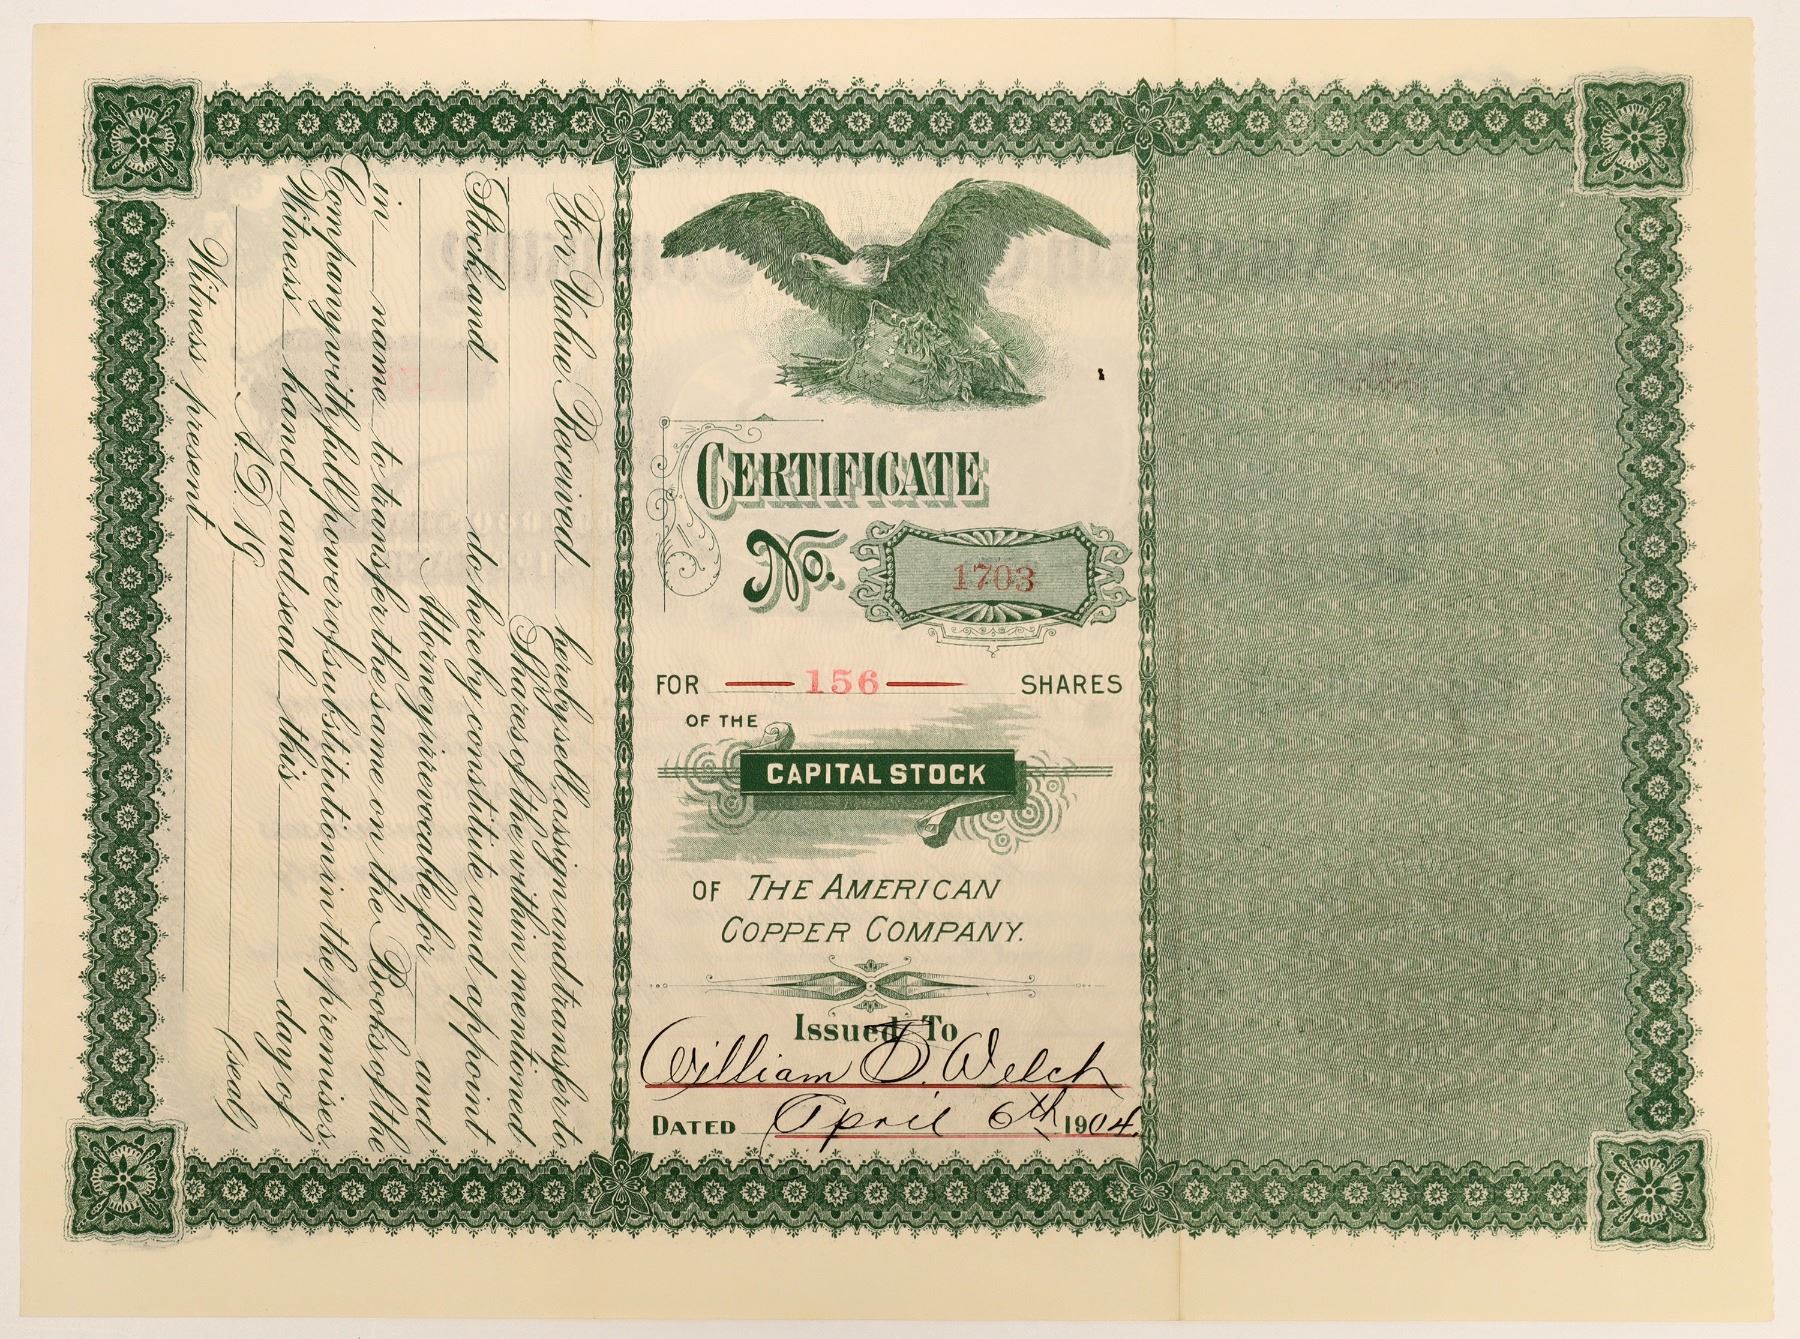 CERTIFICATE
No. 1703
FOR 156 SHARES
OF THE
CAPITAL STOCK
OF THE AMERICAN
COPPER COMPANY.
Issued To
William D. Welch
DATED April 6th 1904.
For Value Received hereby sell assign and transfer to
Shares of the within mentioned
Stock and do hereby constitute and appoint
Attorney irrevocable for and
in name to transfer the same on the Books of the
Company with full power of substitution in the premises.
Witness hand and seal this day of
A.D. 19
Witness present (seal)